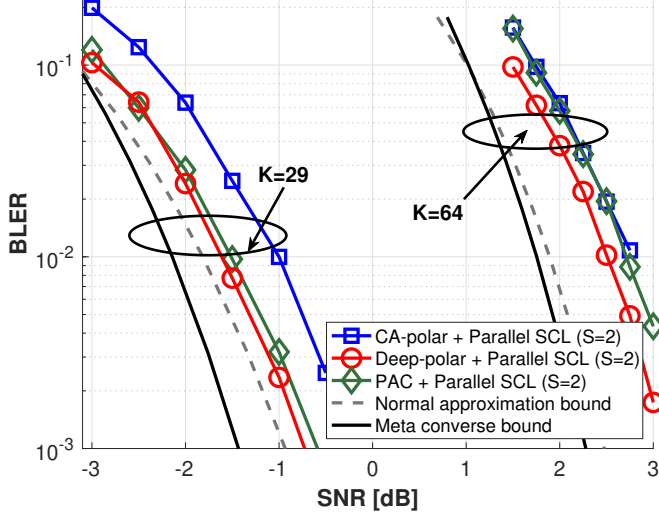 10^-1
10^-2
10^-3
BLER
K=29
K=64
CA-polar + Parallel SCL (S=2)
Deep-polar + Parallel SCL (S=2)
PAC + Parallel SCL (S=2)
Normal approximation bound
Meta converse bound
-3 -2 -1 0 1 2 3
SNR [dB]